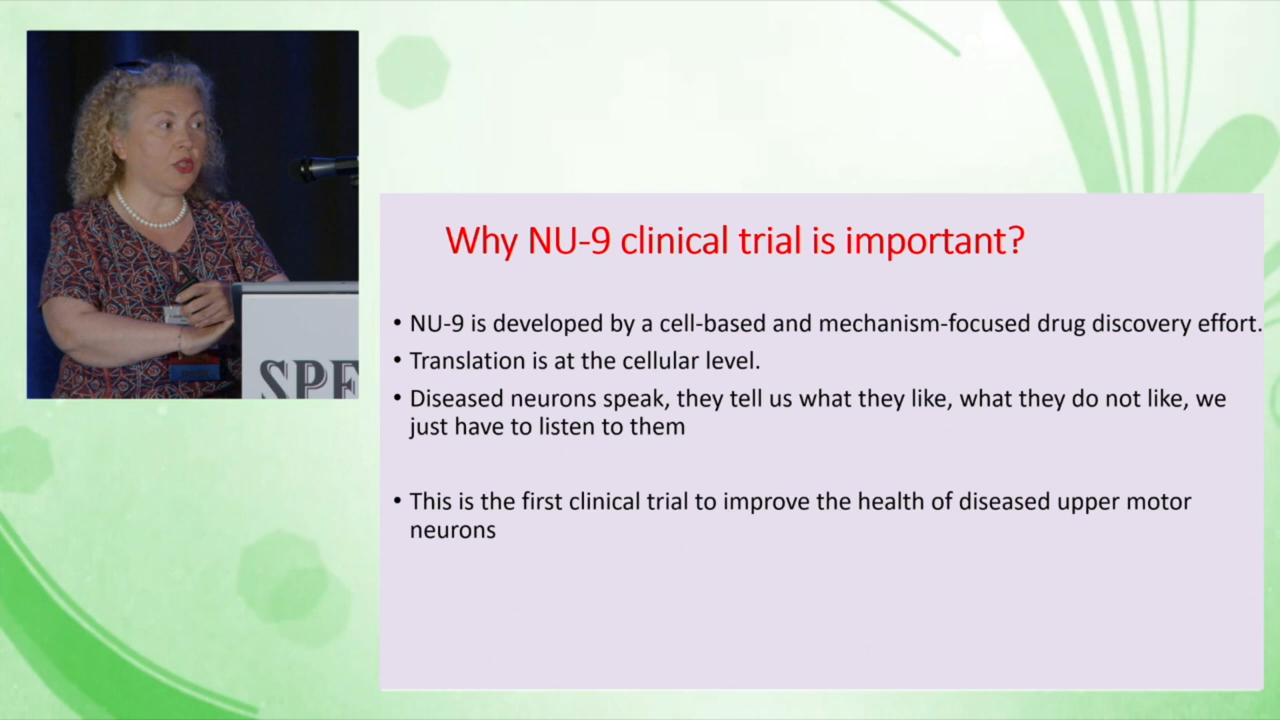 Why NU-9 clinical trial is important?
• NU-9 is developed by a cell-based and mechanism-focused drug discovery effort.
• Translation is at the cellular level.
• Diseased neurons speak, they tell us what they like, what they do not like, we
just have to listen to them
• This is the first clinical trial to improve the health of diseased upper motor
neurons
SPF